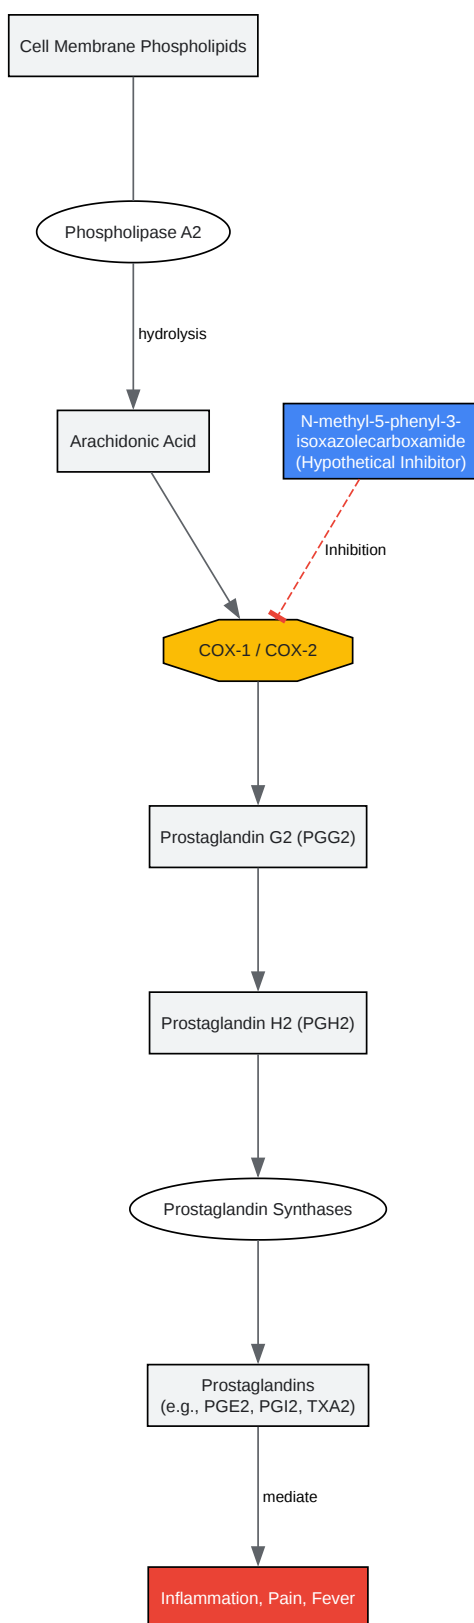 Cell Membrane Phospholipids
Phospholipase A2
hydrolysis
Arachidonic Acid
N-methyl-5-phenyl-3-
isoxazolecarboxamide
(Hypothetical Inhibitor)
Inhibition
COX-1 / COX-2
Prostaglandin G2 (PGG2)
Prostaglandin H2 (PGH2)
Prostaglandin Synthases
Prostaglandins
(e.g., PGE2, PGI2, TXA2)
mediate
Inflammation, Pain, Fever